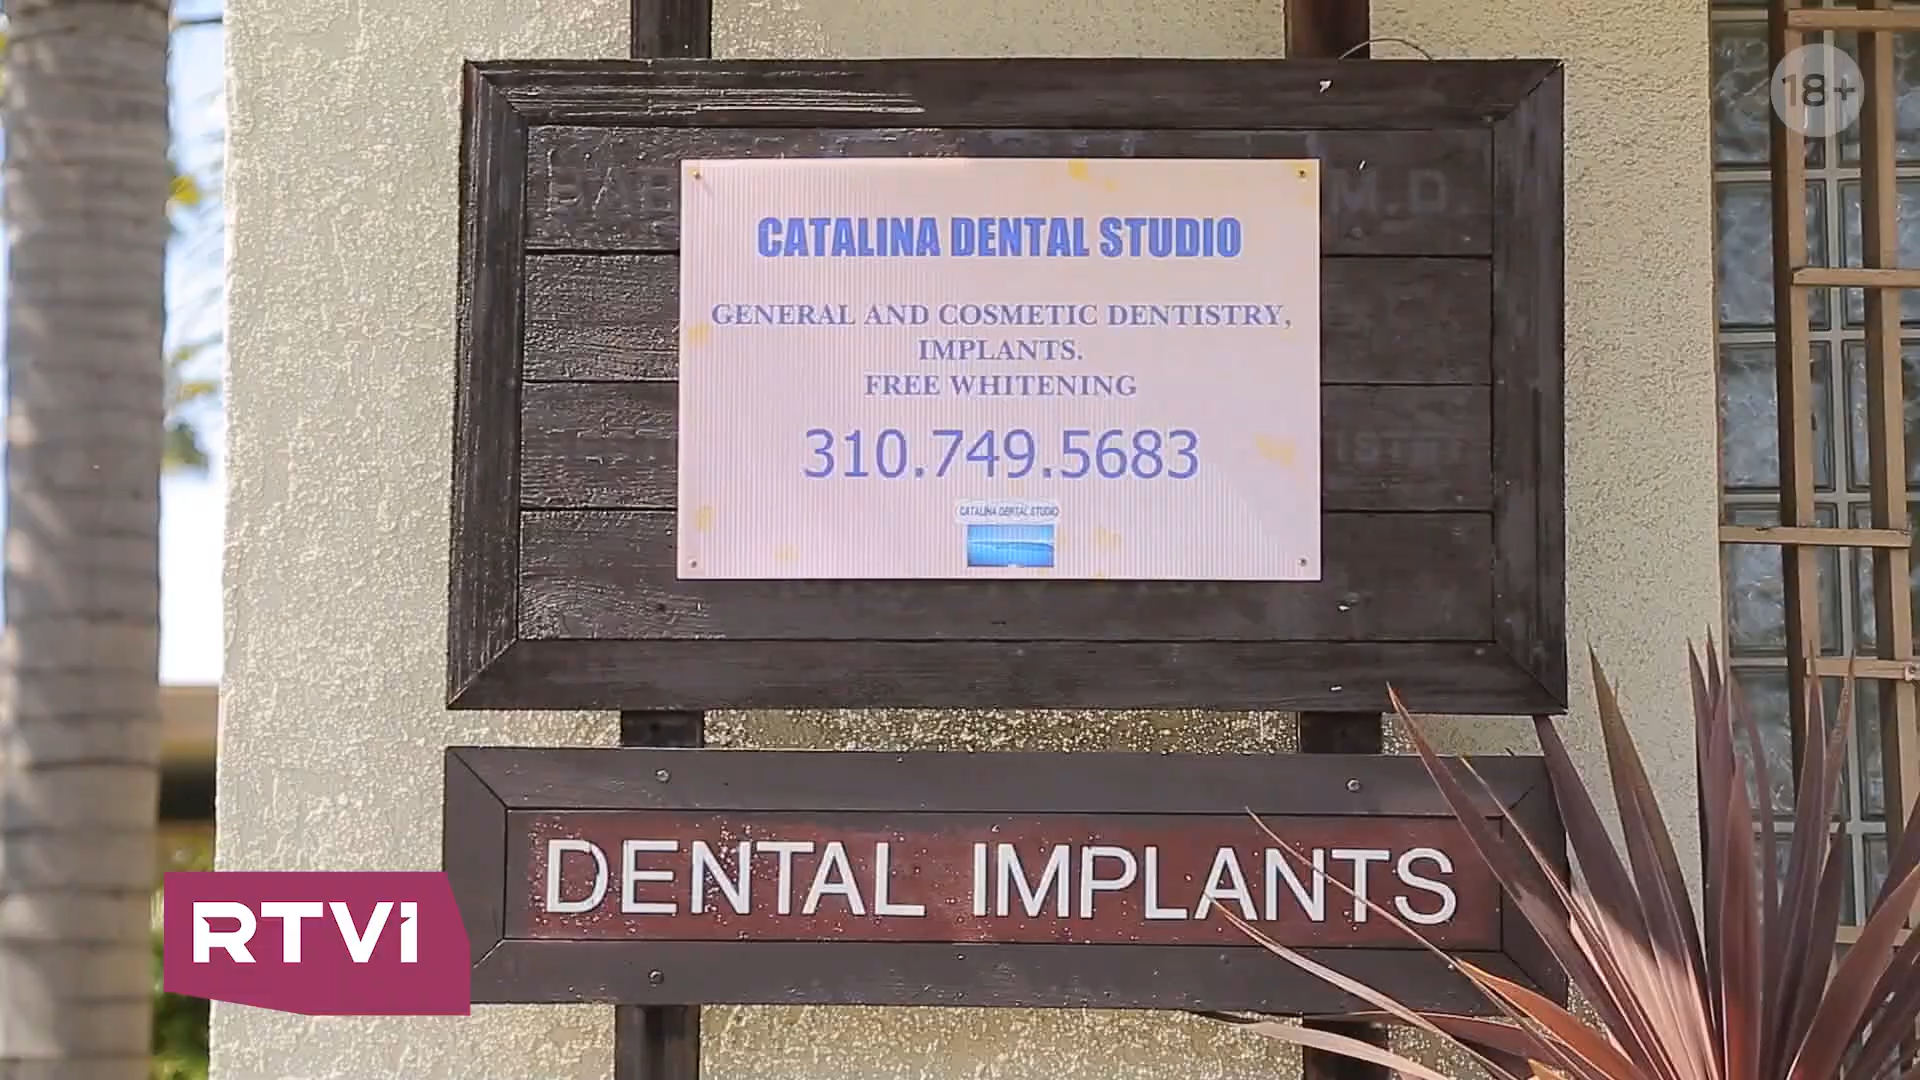 18+
M.D.
CATALINA DENTAL STUDIO
GENERAL AND COSMETIC DENTISTRY,
IMPLANTS.
FREE WHITENING
310.749.5683
CATALINA DENTAL STUDIO
DENTAL IMPLANTS
RTVi